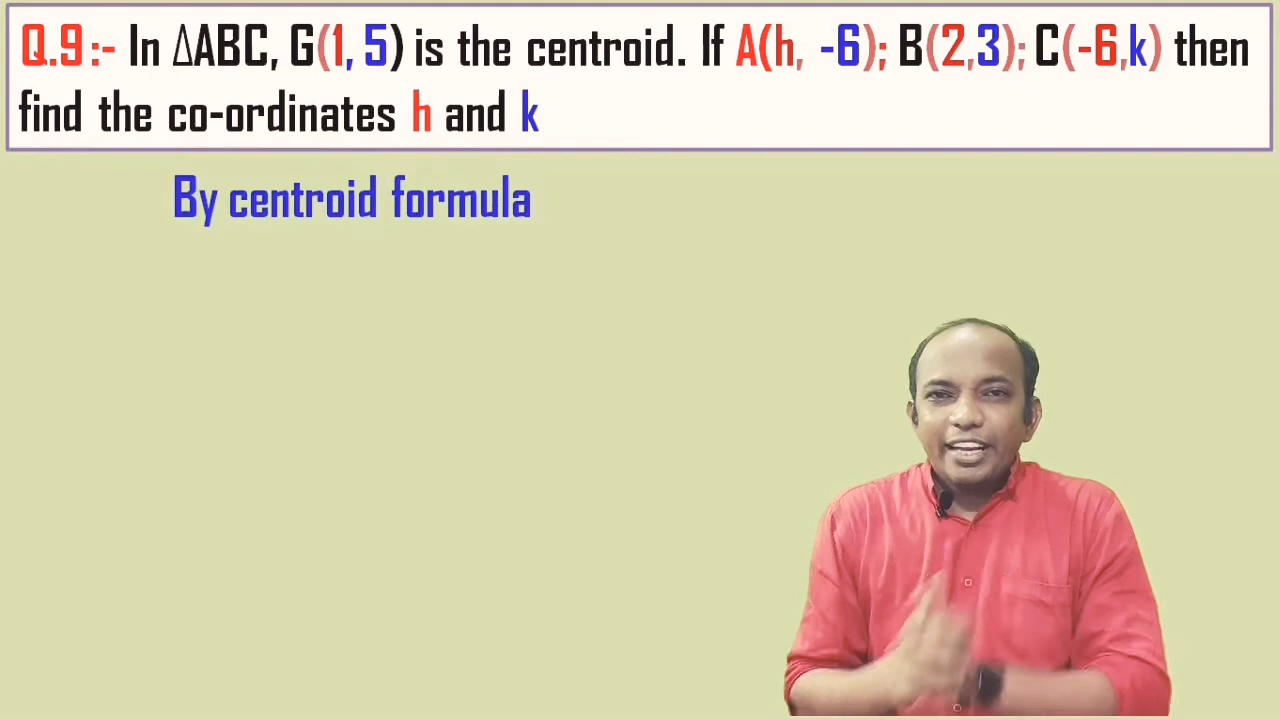 Q.9 :- In ΔABC, G(1, 5) is the centroid. If A(h, -6); B(2,3); C(-6,k) then
find the co-ordinates h and k
By centroid formula